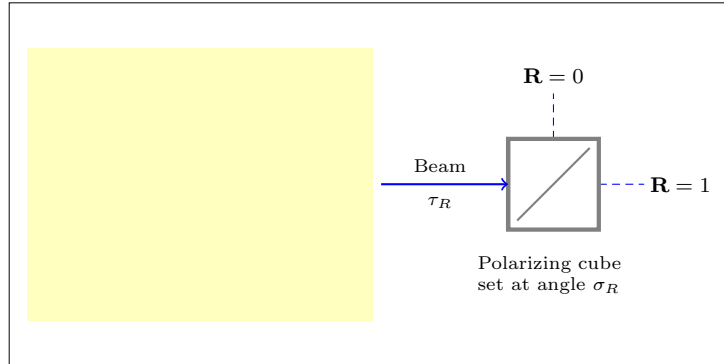 R = 0
Beam
τ_R
R = 1
Polarizing cube
set at angle σ_R